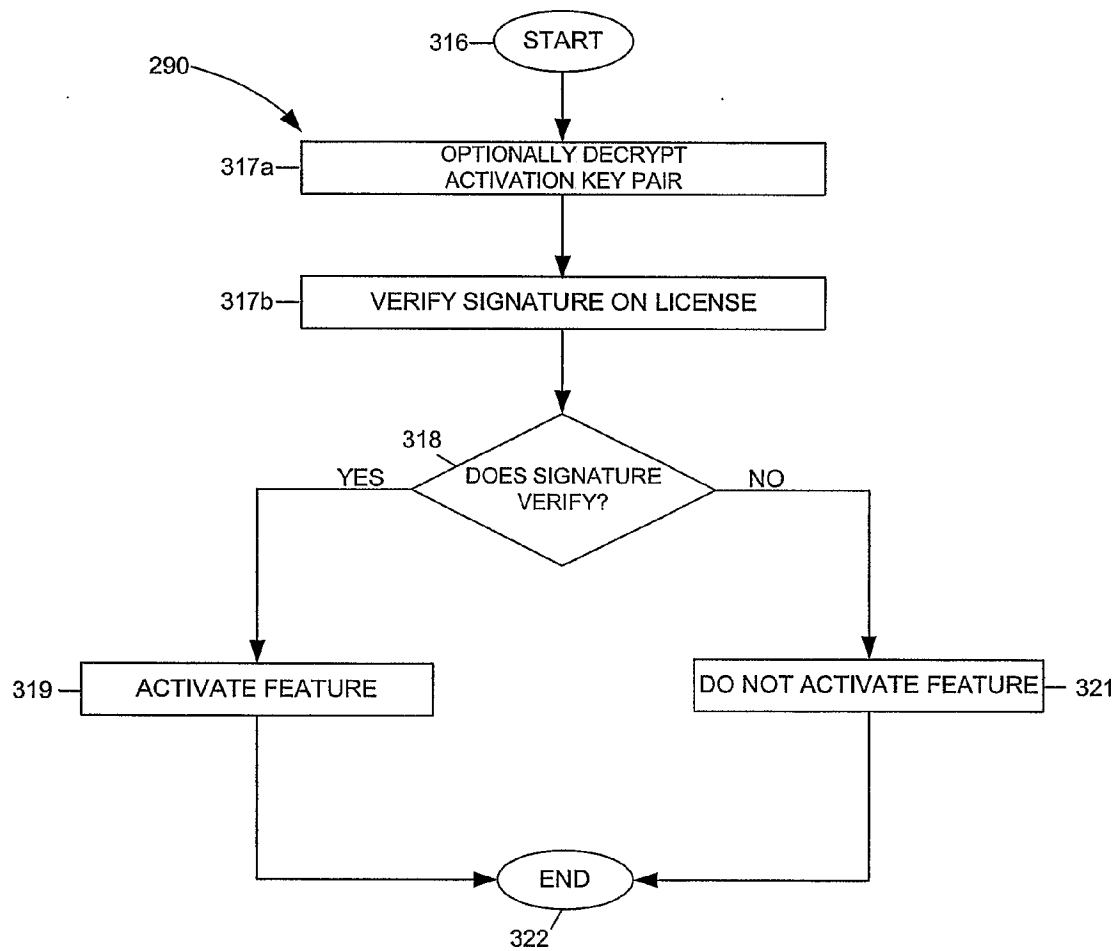 316
START
290
317a
OPTIONALLY DECRYPT
ACTIVATION KEY PAIR
317b
VERIFY SIGNATURE ON LICENSE
318
YES
DOES SIGNATURE
VERIFY?
NO
319
ACTIVATE FEATURE
DO NOT ACTIVATE FEATURE
321
END
322